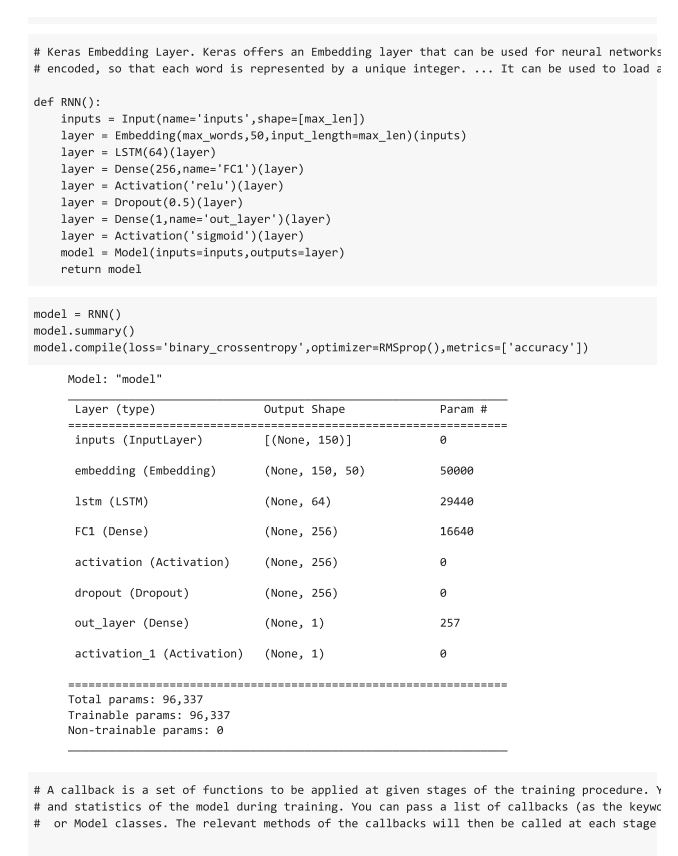 # Keras Embedding Layer. Keras offers an Embedding layer that can be used for neural networks
# encoded, so that each word is represented by a unique integer. ... It can be used to load a
def RNN():
    inputs = Input(name='inputs',shape=[max_len])
    layer = Embedding(max_words,50,input_length=max_len)(inputs)
    layer = LSTM(64)(layer)
    layer = Dense(256,name='FC1')(layer)
    layer = Activation('relu')(layer)
    layer = Dropout(0.5)(layer)
    layer = Dense(1,name='out_layer')(layer)
    layer = Activation('sigmoid')(layer)
    model = Model(inputs=inputs,outputs=layer)
    return model
model = RNN()
model.summary()
model.compile(loss='binary_crossentropy',optimizer=RMSprop(),metrics=['accuracy'])
Model: "model"
Layer (type) Output Shape Param #
inputs (InputLayer) [(None, 150)] 0
embedding (Embedding) (None, 150, 50) 50000
lstm (LSTM) (None, 64) 29440
FC1 (Dense) (None, 256) 16640
activation (Activation) (None, 256) 0
dropout (Dropout) (None, 256) 0
out_layer (Dense) (None, 1) 257
activation_1 (Activation) (None, 1) 0
Total params: 96,337
Trainable params: 96,337
Non-trainable params: 0
# A callback is a set of functions to be applied at given stages of the training procedure.
# and statistics of the model during training. You can pass a list of callbacks (as the
# or Model classes. The relevant methods of the callbacks will then be called at each stage